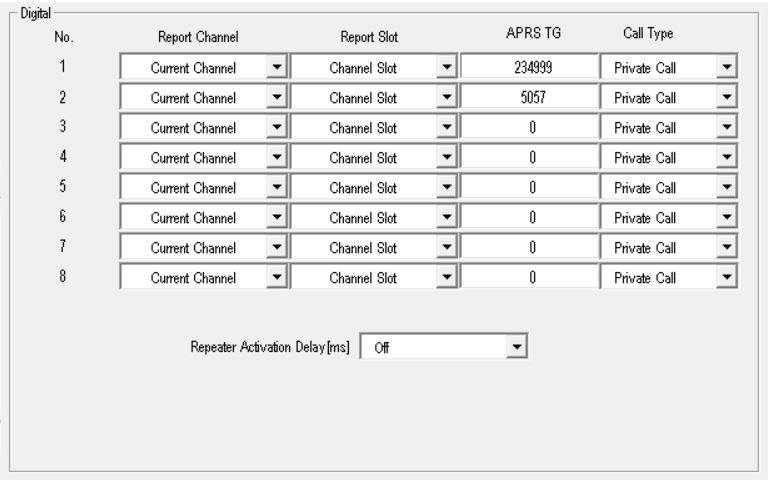 Digital
No. Report Channel Report Slot APRS TG Call Type
1 Current Channel Channel Slot 234999 Private Call
2 Current Channel Channel Slot 5057 Private Call
3 Current Channel Channel Slot 0 Private Call
4 Current Channel Channel Slot 0 Private Call
5 Current Channel Channel Slot 0 Private Call
6 Current Channel Channel Slot 0 Private Call
7 Current Channel Channel Slot 0 Private Call
8 Current Channel Channel Slot 0 Private Call
Repeater Activation Delay[ms] Off